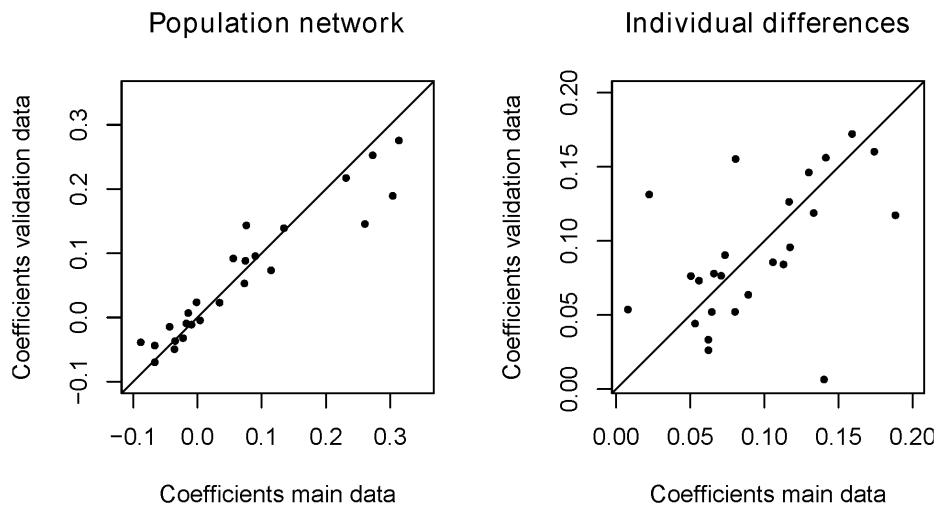 Population network
Individual differences
Coefficients validation data
0.3
0.2
0.1
0.0
−0.1
−0.1 0.0 0.1 0.2 0.3
Coefficients main data
Coefficients validation data
0.20
0.15
0.10
0.05
0.00
0.00 0.05 0.10 0.15 0.20
Coefficients main data